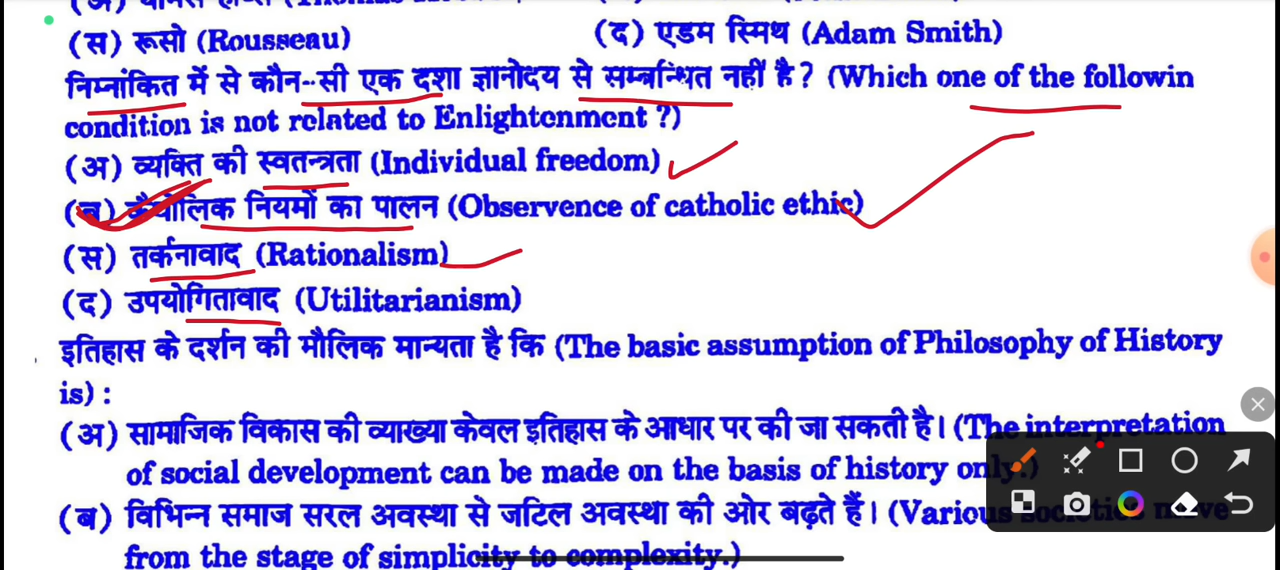 (स) रूसो (Rousseau) (द) एडम स्मिथ (Adam Smith)
निम्नांकित में से कौन-सी एक दशा ज्ञानोदय से सम्बन्धित नहीं है? (Which one of the followin
condition is not related to Enlightenment ?)
(अ) व्यक्ति की स्वतन्त्रता (Individual freedom)
(ब) कैथोलिक नियमों का पालन (Observence of catholic ethic)
(स) तर्कनावाद (Rationalism)
(द) उपयोगितावाद (Utilitarianism)
इतिहास के दर्शन की मौलिक मान्यता है कि (The basic assumption of Philosophy of History
is) :
(अ) सामाजिक विकास की व्याख्या केवल इतिहास के आधार पर की जा सकती है। (The interpretation
of social development can be made on the basis of history only.)
(ब) विभिन्न समाज सरल अवस्था से जटिल अवस्था की ओर बढ़ते हैं। (Various societies move
from the stage of simplicity to complexity.)